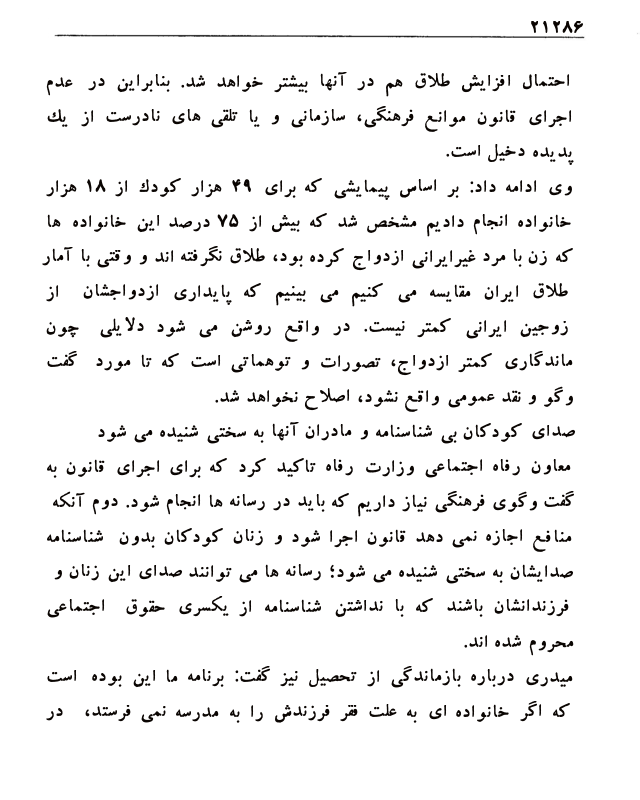 ۲۱۲۸۶
احتمال افزایش طلاق هم در آنها بیشتر خواهد شد. بنابراین در عدم
اجرای قانون موانع فرهنگی، سازمانی و یا تلقی های نادرست از یك
پدیده دخیل است.
وی ادامه داد: بر اساس پیمایشی که برای ۴۹ هزار کودك از ۱۸ هزار
خانواده انجام دادیم مشخص شد که بیش از ۷۵ درصد این خانواده ها
که زن با مرد غیرایرانی ازدواج کرده بود، طلاق نگرفته اند و وقتی با آمار
طلاق ایران مقایسه می کنیم می بینیم که پایداری ازدواجشان از
زوجین ایرانی کمتر نیست. در واقع روشن می شود دلایلی چون
ماندگاری کمتر ازدواج، تصورات و توهماتی است که تا مورد گفت
وگو و نقد عمومی واقع نشود، اصلاح نخواهد شد.
صدای کودکان بی شناسنامه و مادران آنها به سختی شنیده می شود
معاون رفاه اجتماعی وزارت رفاه تاکید کرد که برای اجرای قانون به
گفت وگوی فرهنگی نیاز داریم که باید در رسانه ها انجام شود. دوم آنکه
منافع اجازه نمی دهد قانون اجرا شود و زنان کودکان بدون شناسنامه
صدایشان به سختی شنیده می شود؛ رسانه ها می توانند صدای این زنان و
فرزندانشان باشند که با نداشتن شناسنامه از یکسری حقوق اجتماعی
محروم شده اند.
میدری درباره بازماندگی از تحصیل نیز گفت: برنامه ما این بوده است
که اگر خانواده ای به علت فقر فرزندش را به مدرسه نمی فرستد، در